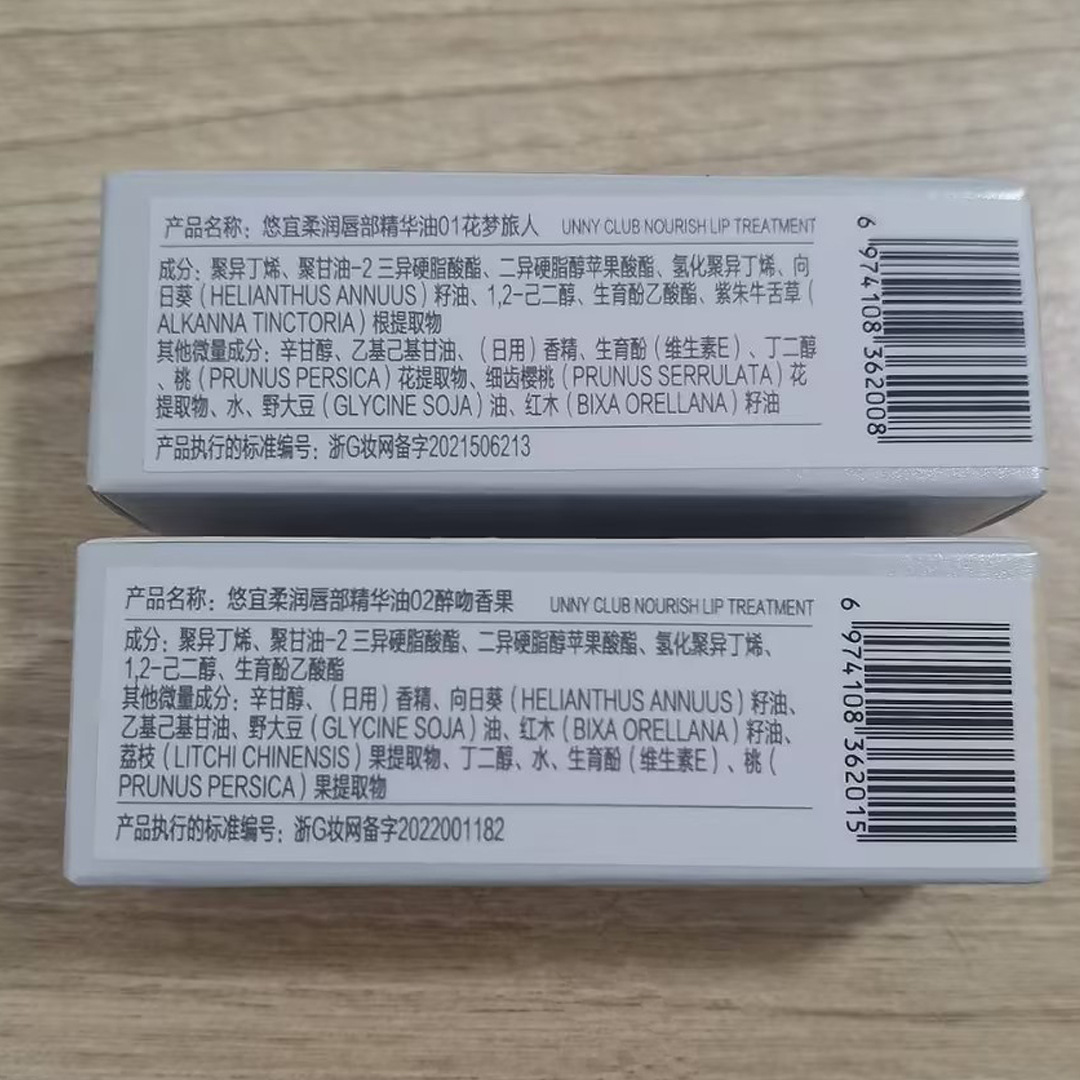 产品名称：悠宜柔润唇部精华油01花梦旅人 UNNY CLUB NOURISH LIP TREATMENT
成分：聚异丁烯、聚甘油-2 三异硬脂酸酯、二异硬脂醇苹果酸酯、氢化聚异丁烯、向
日葵（HELIANTHUS ANNUUS）籽油、1,2-己二醇、生育酚乙酸酯、紫朱牛舌草（
ALKANNA TINCTORIA）根提取物
其他微量成分：辛甘醇、乙基己基甘油、（日用）香精、生育酚（维生素E）、丁二醇
、桃（PRUNUS PERSICA）花提取物、细齿樱桃（PRUNUS SERRULATA）花
提取物、水、野大豆（GLYCINE SOJA）油、红木（BIXA ORELLANA）籽油
产品执行的标准编号：浙G妆网备字2021506213
6 974108 362008
产品名称：悠宜柔润唇部精华油02醉吻香果 UNNY CLUB NOURISH LIP TREATMENT
成分：聚异丁烯、聚甘油-2 三异硬脂酸酯、二异硬脂醇苹果酸酯、氢化聚异丁烯、
1,2-己二醇、生育酚乙酸酯
其他微量成分：辛甘醇、（日用）香精、向日葵（HELIANTHUS ANNUUS）籽油、
乙基己基甘油、野大豆（GLYCINE SOJA）油、红木（BIXA ORELLANA）籽油、
荔枝（LITCHI CHINENSIS）果提取物、丁二醇、水、生育酚（维生素E）、桃（
PRUNUS PERSICA）果提取物
产品执行的标准编号：浙G妆网备字2022001182
6 974108 362015